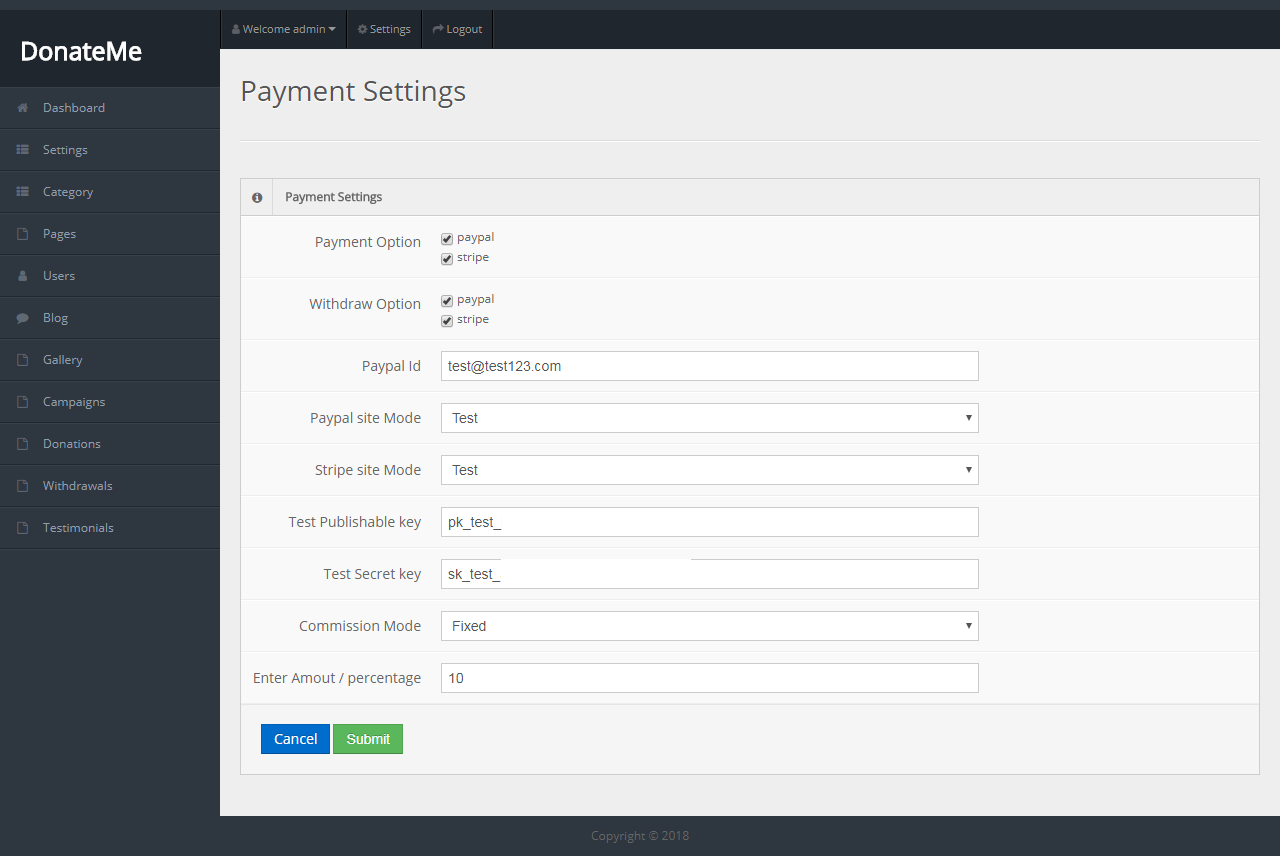 Welcome admin
Settings
Logout
DonateMe
Dashboard
Settings
Category
Pages
Users
Blog
Gallery
Campaigns
Donations
Withdrawals
Testimonials
Payment Settings
Payment Settings
Payment Option
paypal
stripe
Withdraw Option
paypal
stripe
Paypal Id
test@test123.com
Paypal site Mode
Test
Stripe site Mode
Test
Test Publishable key
pk_test_
Test Secret key
sk_test_
Commission Mode
Fixed
Enter Amout / percentage
10
Cancel
Submit
Copyright © 2018